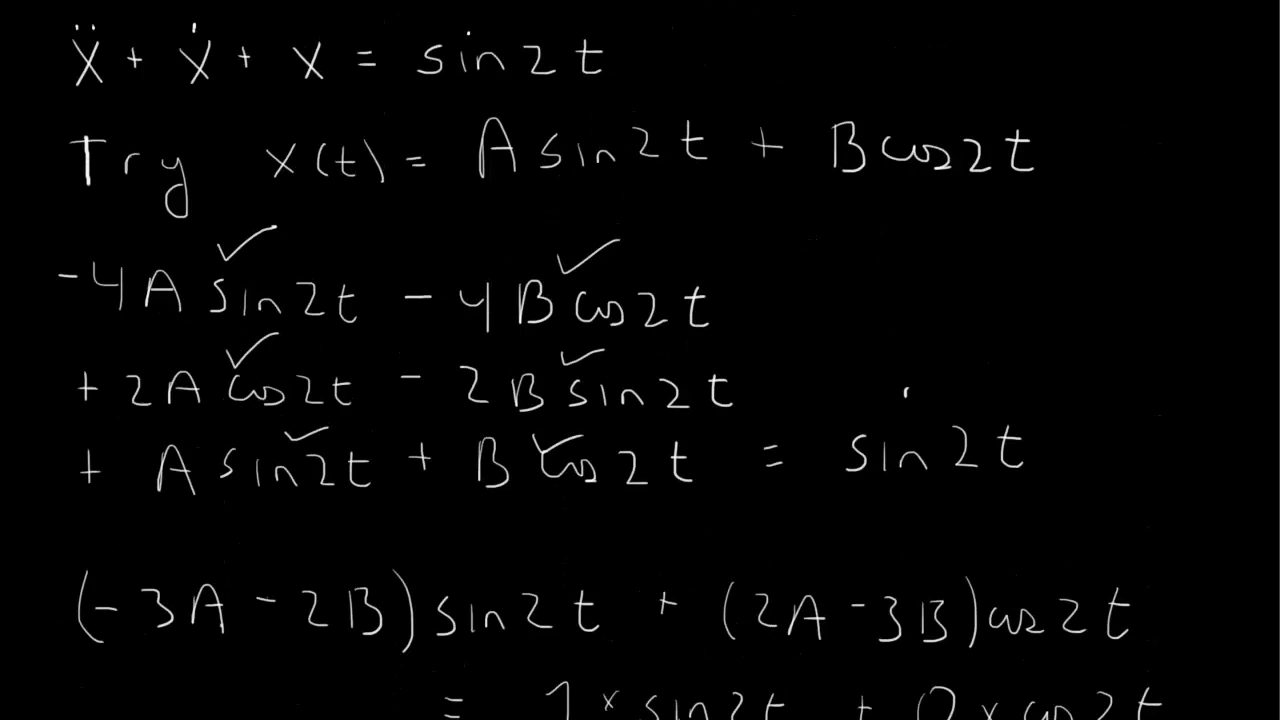 ẍ + ẋ + x = sin2t
Try x(t) = A sin2t + B cos2t
-4A sin2t - 4B cos2t
+ 2A cos2t - 2B sin2t
+ A sin2t + B cos2t = sin2t
(-3A - 2B) sin2t + (2A - 3B) cos2t
= 1 × sin2t + 0 × cos2t